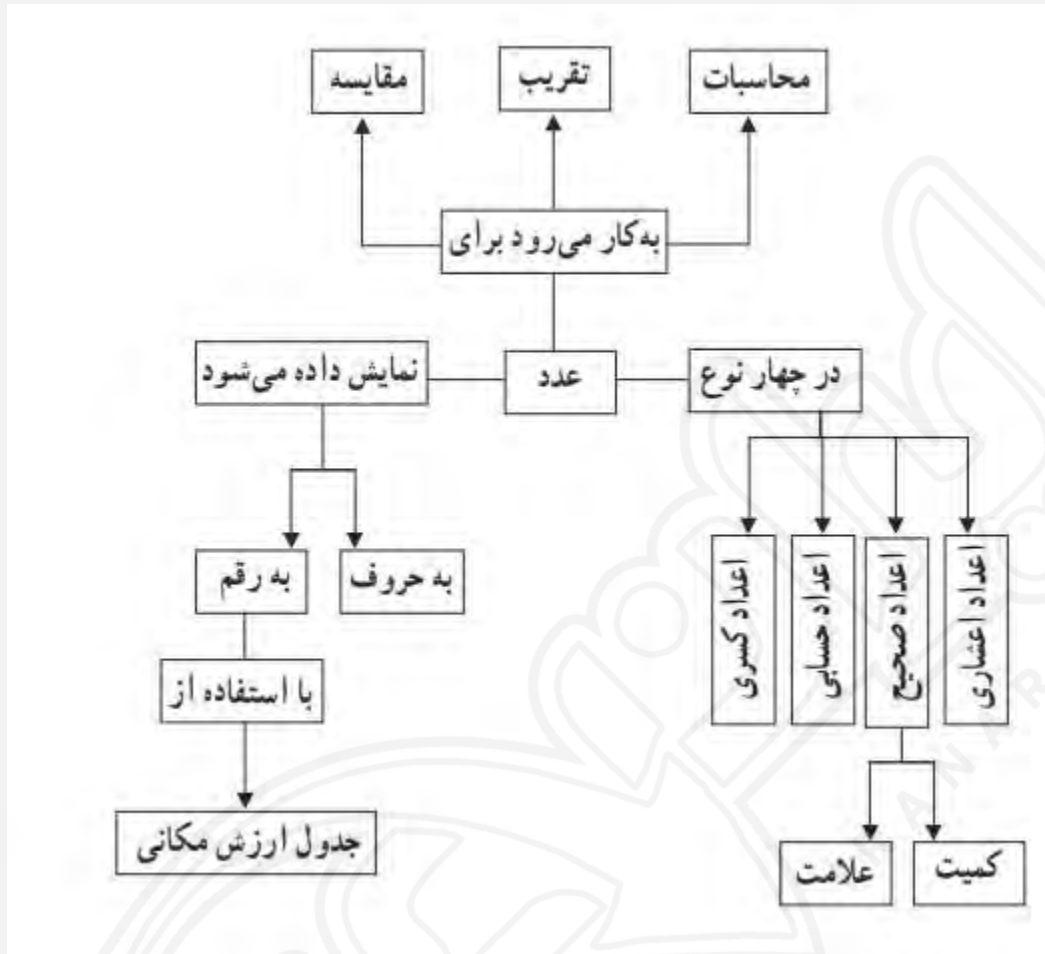 محاسبات
تقریب
مقایسه
به‌کار می‌رود برای
در چهار نوع
عدد
نمایش داده می‌شود
اعداد اعشاری
اعداد صحیح
اعداد حسابی
اعداد کسری
به حروف
به رقم
با استفاده از
جدول ارزش مکانی
کمیت
علامت